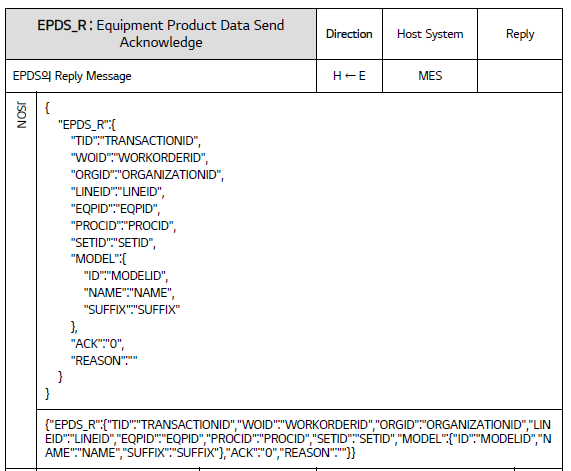 EPDS_R : Equipment Product Data Send
Acknowledge
Direction
Host System
Reply
EPDS의 Reply Message
H ← E
MES
JSON
{
"EPDS_R":{
"TID":"TRANSACTIONID",
"WOID":"WORKORDERID",
"ORGID":"ORGANIZATIONID",
"LINEID":"LINEID",
"EQPID":"EQPID",
"PROCID":"PROCID",
"SETID":"SETID",
"MODEL":{
"ID":"MODELID",
"NAME":"NAME",
"SUFFIX":"SUFFIX"
},
"ACK":"0",
"REASON":""
}
}
{"EPDS_R":{"TID":"TRANSACTIONID","WOID":"WORKORDERID","ORGID":"ORGANIZATIONID","LIN
EID":"LINEID","EQPID":"EQPID","PROCID":"PROCID","SETID":"SETID","MODEL":{"ID":"MODELID","N
AME":"NAME","SUFFIX":"SUFFIX"},"ACK":"0","REASON":""}}